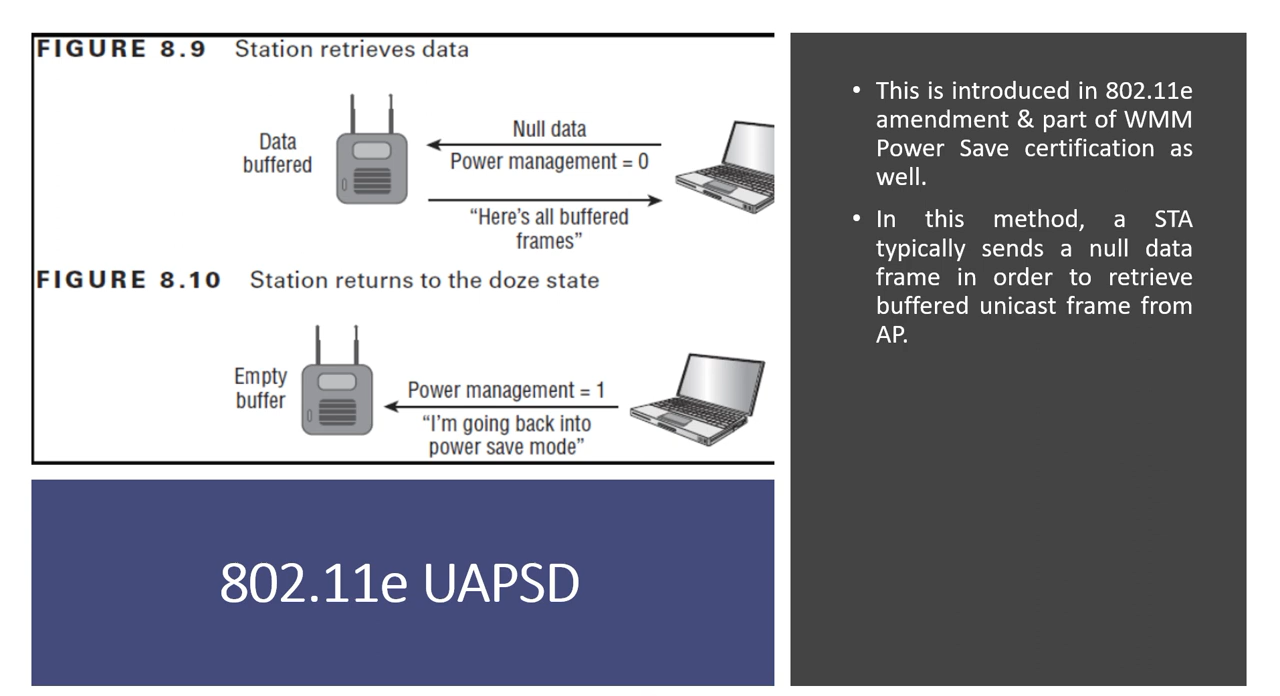 FIGURE 8.9 Station retrieves data
Data
buffered
Null data
Power management = 0
“Here’s all buffered
frames”
FIGURE 8.10 Station returns to the doze state
Empty
buffer
Power management = 1
“I’m going back into
power save mode”
802.11e UAPSD
• This is introduced in 802.11e
amendment & part of WMM
Power Save certification as
well.
• In this method, a STA
typically sends a null data
frame in order to retrieve
buffered unicast frame from
AP.